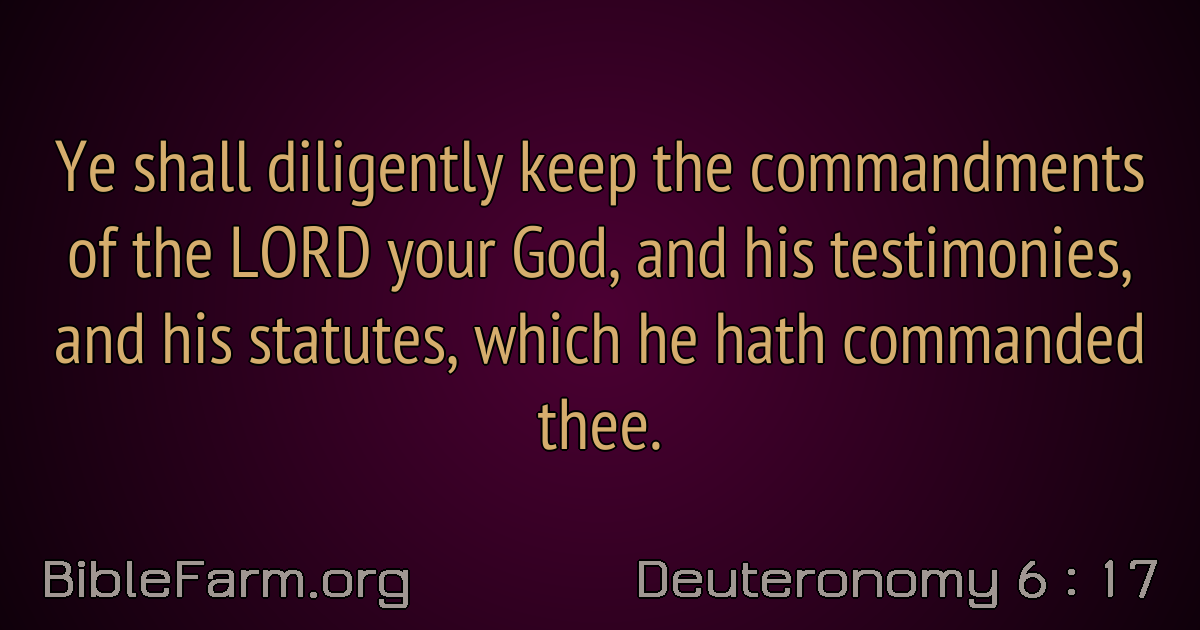 Ye shall diligently keep the commandments
of the LORD your God, and his testimonies,
and his statutes, which he hath commanded
thee.
BibleFarm.org
Deuteronomy 6 : 17